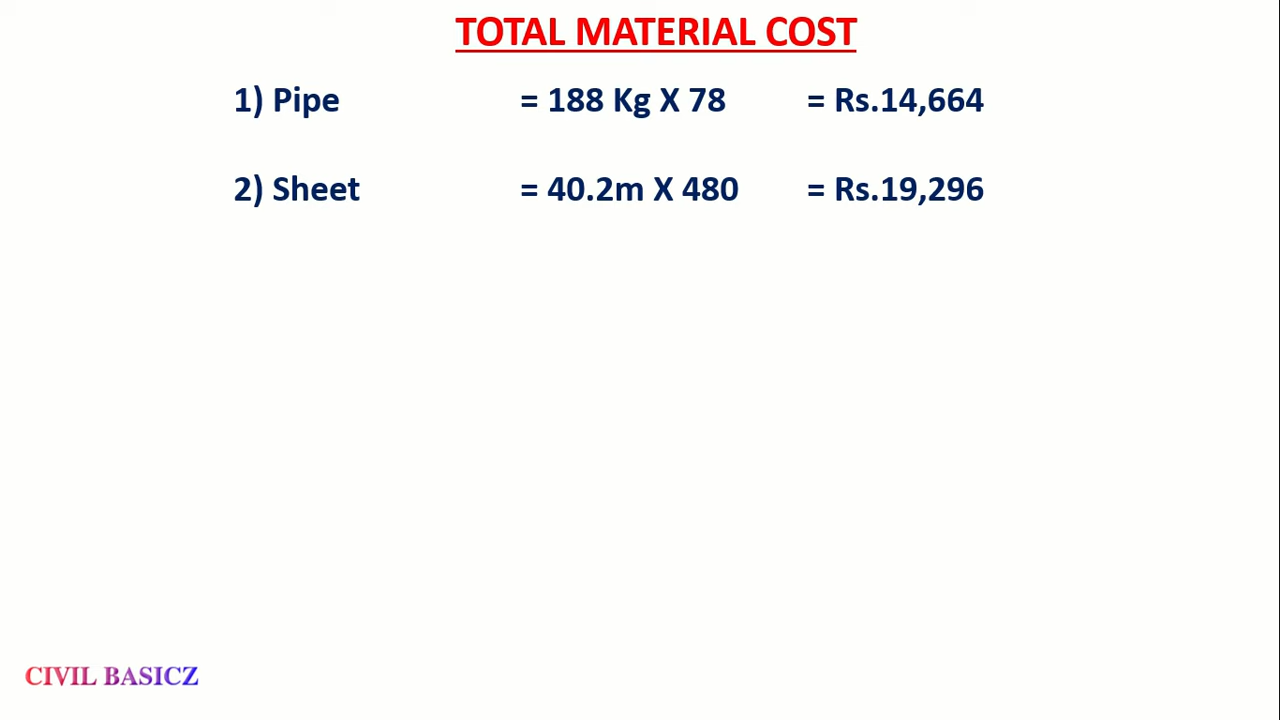 TOTAL MATERIAL COST
1) Pipe = 188 Kg X 78 = Rs.14,664
2) Sheet = 40.2m X 480 = Rs.19,296
CIVIL BASICZ